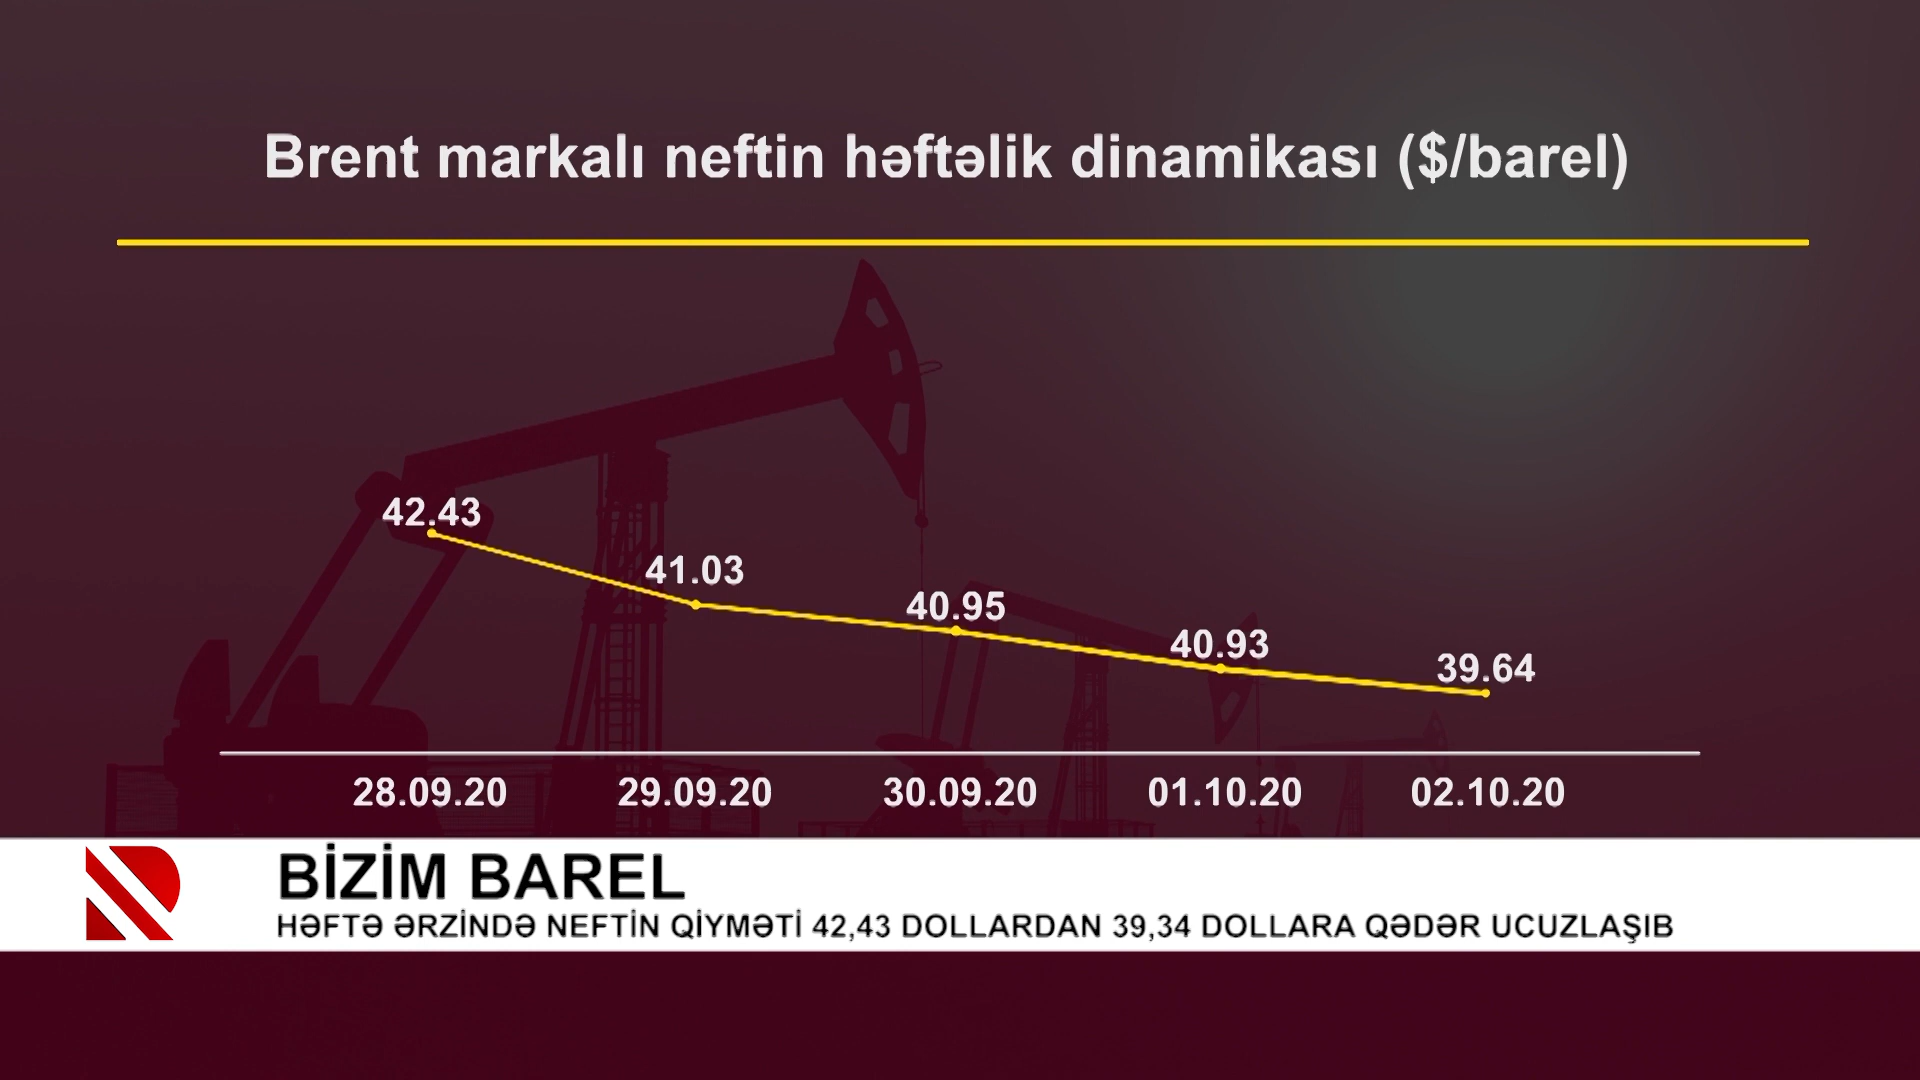 Brent markalı neftin həftəlik dinamikası ($/barel)
42.43
41.03
40.95
40.93
39.64
28.09.20 29.09.20 30.09.20 01.10.20 02.10.20
BİZİM BAREL
HƏFTƏ ƏRZİNDƏ NEFTİN QİYMƏTİ 42,43 DOLLARDAN 39,34 DOLLARA QƏDƏR UCUZLAŞIB